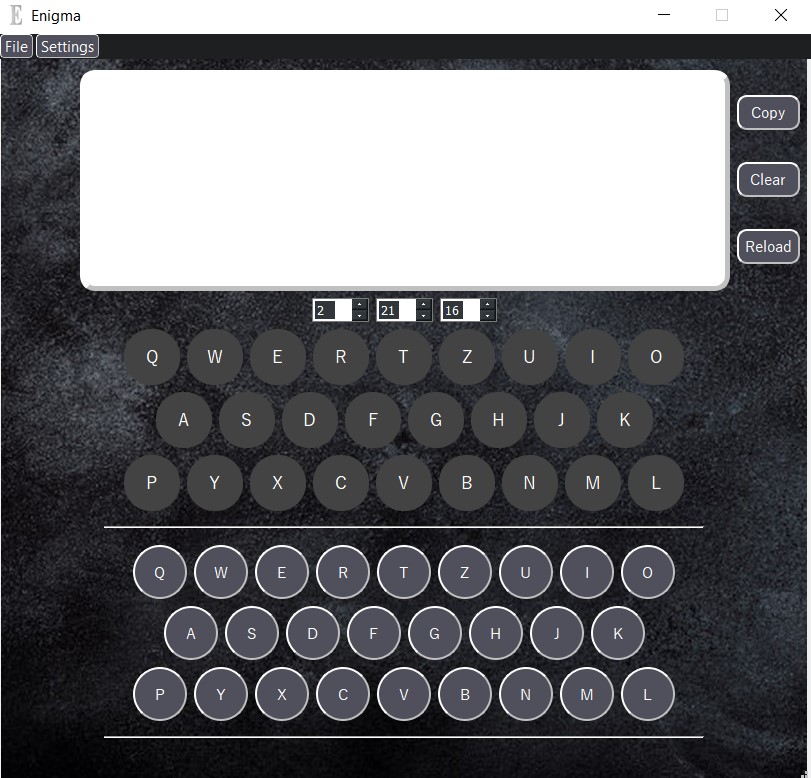 Enigma
File Settings
Copy
Clear
Reload
2 21 16
Q W E R T Z U I O
A S D F G H J K
P Y X C V B N M L
Q W E R T Z U I O
A S D F G H J K
P Y X C V B N M L